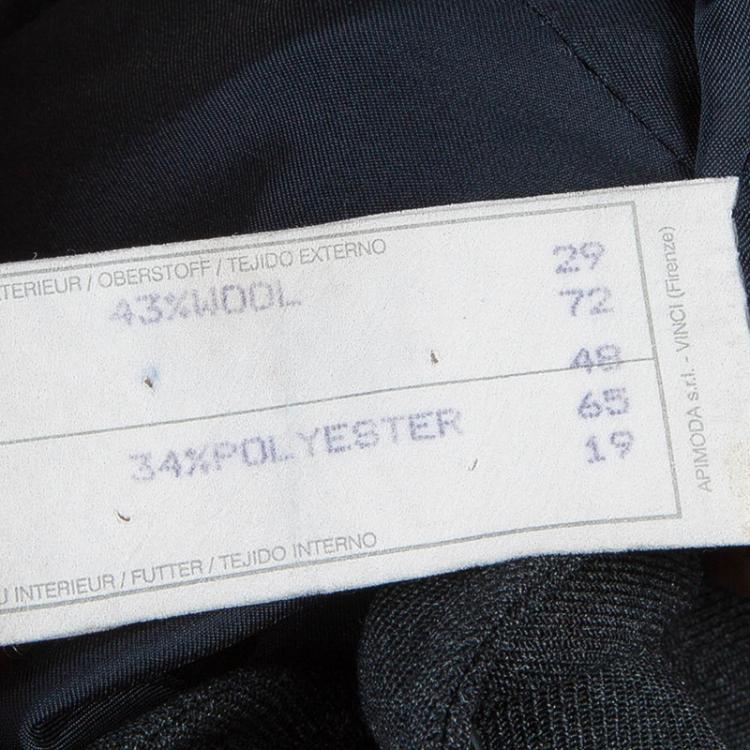 TERIEUR / OBERSTOFF / TEJIDO EXTERNO
43%WOOL
29
72
48
34%POLYESTER
65
19
U INTERIEUR / FUTTER / TEJIDO INTERNO
APIMODA s.r.l. - VINCI (Firenze)